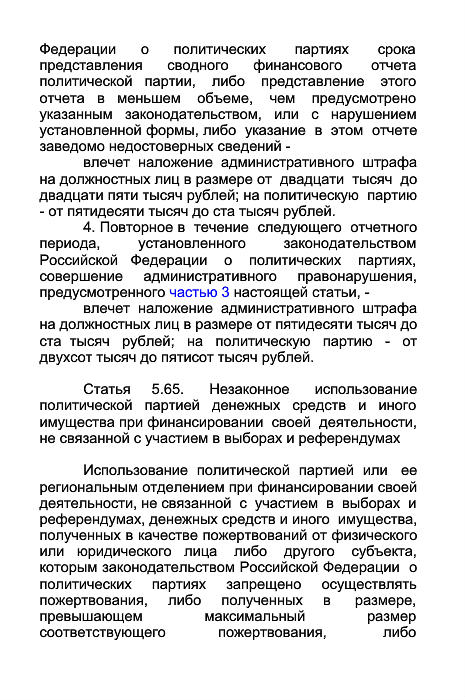 Федерации о политических партиях срока
представления сводного финансового отчета
политической партии, либо представление этого
отчета в меньшем объеме, чем предусмотрено
указанным законодательством, или с нарушением
установленной формы, либо указание в этом отчете
заведомо недостоверных сведений -
влечет наложение административного штрафа
на должностных лиц в размере от двадцати тысяч до
двадцати пяти тысяч рублей; на политическую партию
- от пятидесяти тысяч до ста тысяч рублей.
4. Повторное в течение следующего отчетного
периода, установленного законодательством
Российской Федерации о политических партиях,
совершение административного правонарушения,
предусмотренного частью 3 настоящей статьи, -
влечет наложение административного штрафа
на должностных лиц в размере от пятидесяти тысяч до
ста тысяч рублей; на политическую партию - от
двухсот тысяч до пятисот тысяч рублей.
Статья 5.65. Незаконное использование
политической партией денежных средств и иного
имущества при финансировании своей деятельности,
не связанной с участием в выборах и референдумах
Использование политической партией или ее
региональным отделением при финансировании своей
деятельности, не связанной с участием в выборах и
референдумах, денежных средств и иного имущества,
полученных в качестве пожертвований от физического
или юридического лица либо другого субъекта,
которым законодательством Российской Федерации о
политических партиях запрещено осуществлять
пожертвования, либо полученных в размере,
превышающем максимальный размер
соответствующего пожертвования, либо